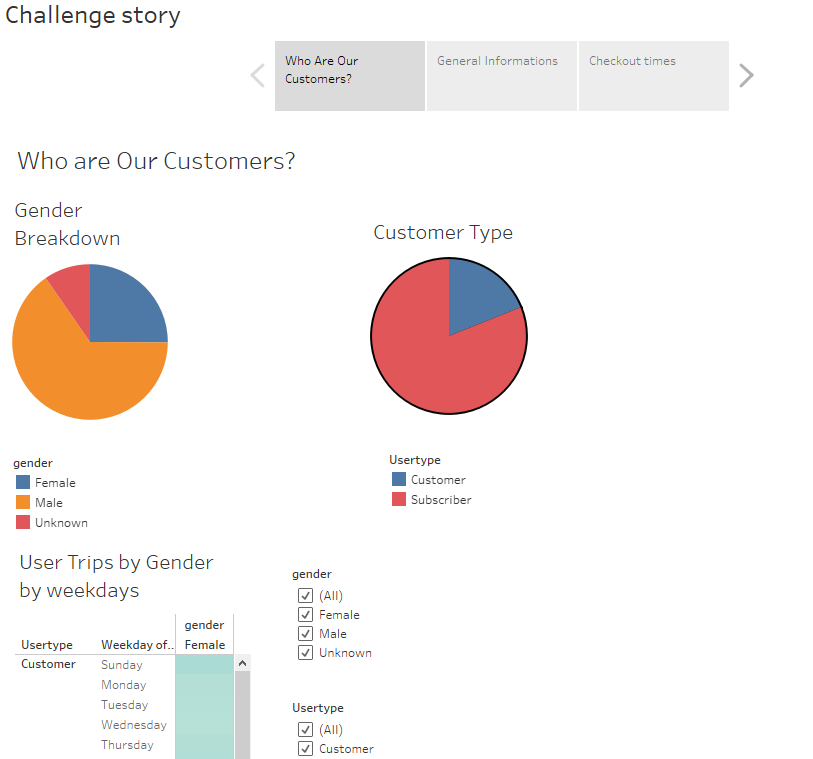 Challenge story
Who Are Our
Customers?
General Informations
Checkout times
Who are Our Customers?
Gender
Breakdown
Customer Type
gender
Female
Male
Unknown
Usertype
Customer
Subscriber
User Trips by Gender
by weekdays
gender
Usertype Weekday of.. Female
Customer Sunday
Monday
Tuesday
Wednesday
Thursday
gender
(All)
Female
Male
Unknown
Usertype
(All)
Customer